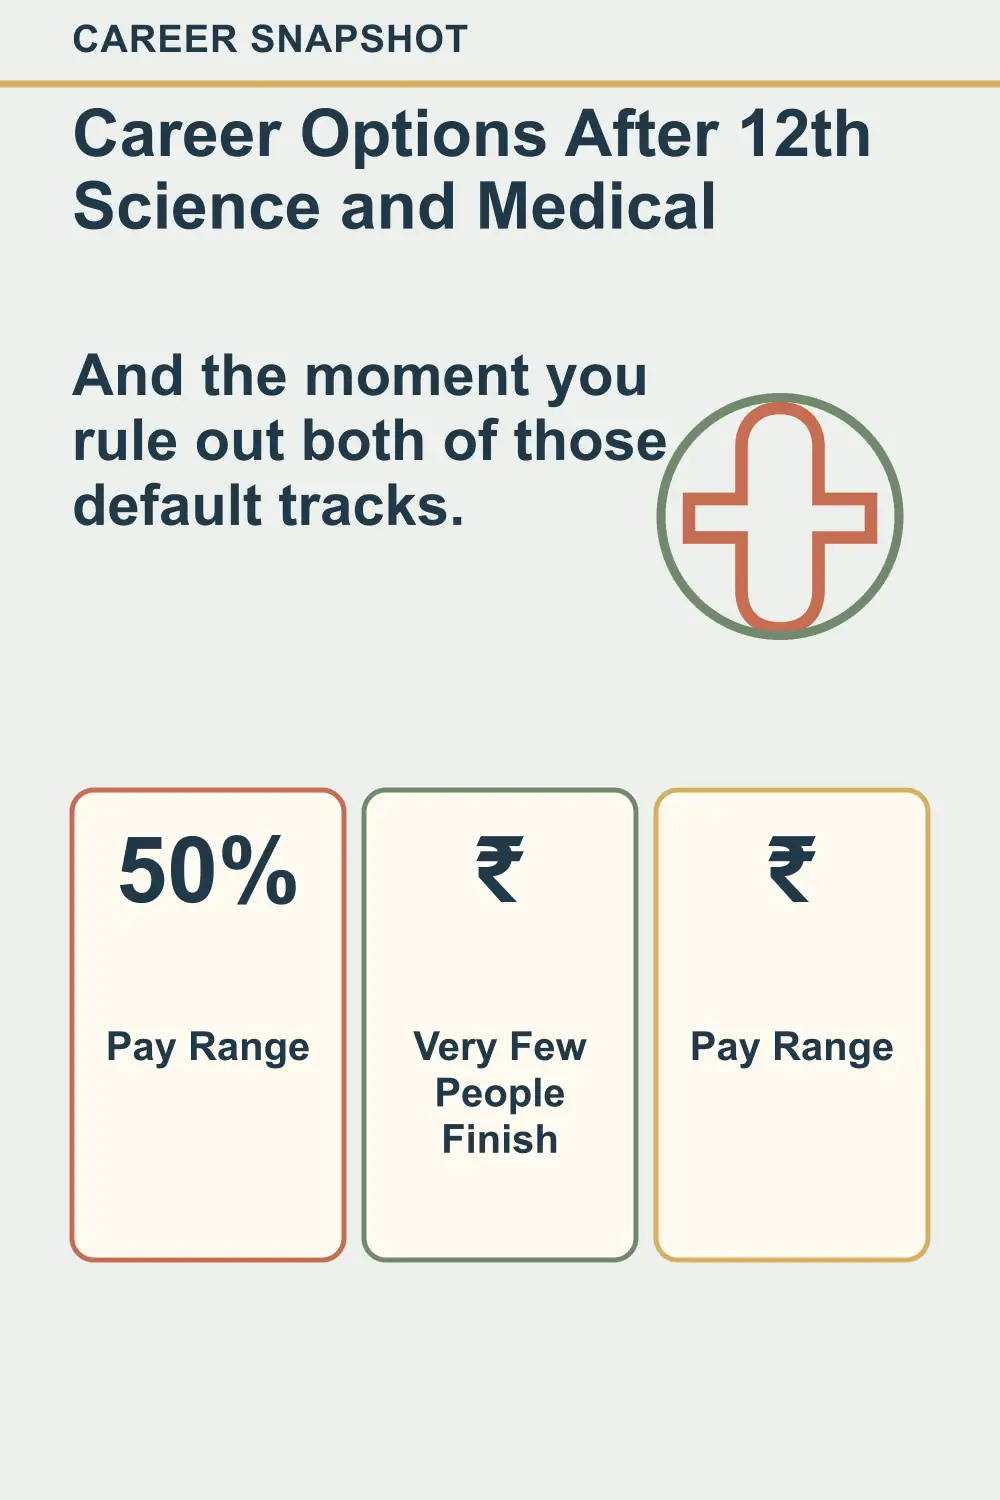 CAREER SNAPSHOT
Career Options After 12th
Science and Medical
And the moment you
rule out both of those
default tracks.
50%
Pay Range
₹
Very Few
People
Finish
₹
Pay Range